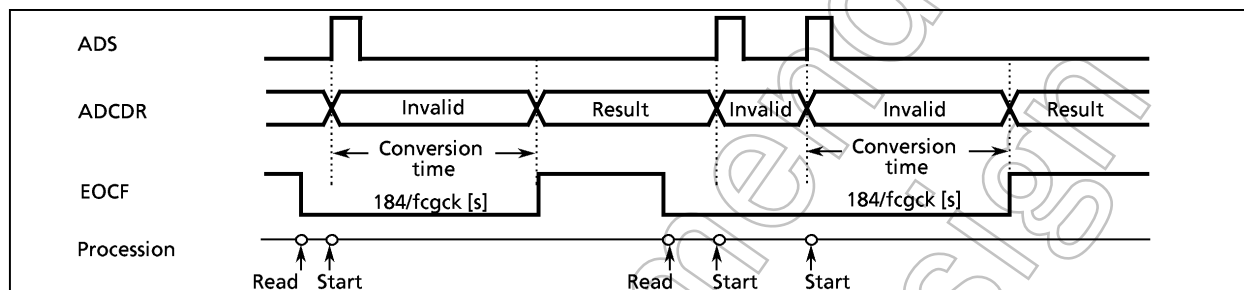 ADS
ADCDR Invalid Result Invalid Invalid Result
Conversion time Conversion time
EOCF 184/fcgck [s] 184/fcgck [s]
Procession
Read Start Read Start Start